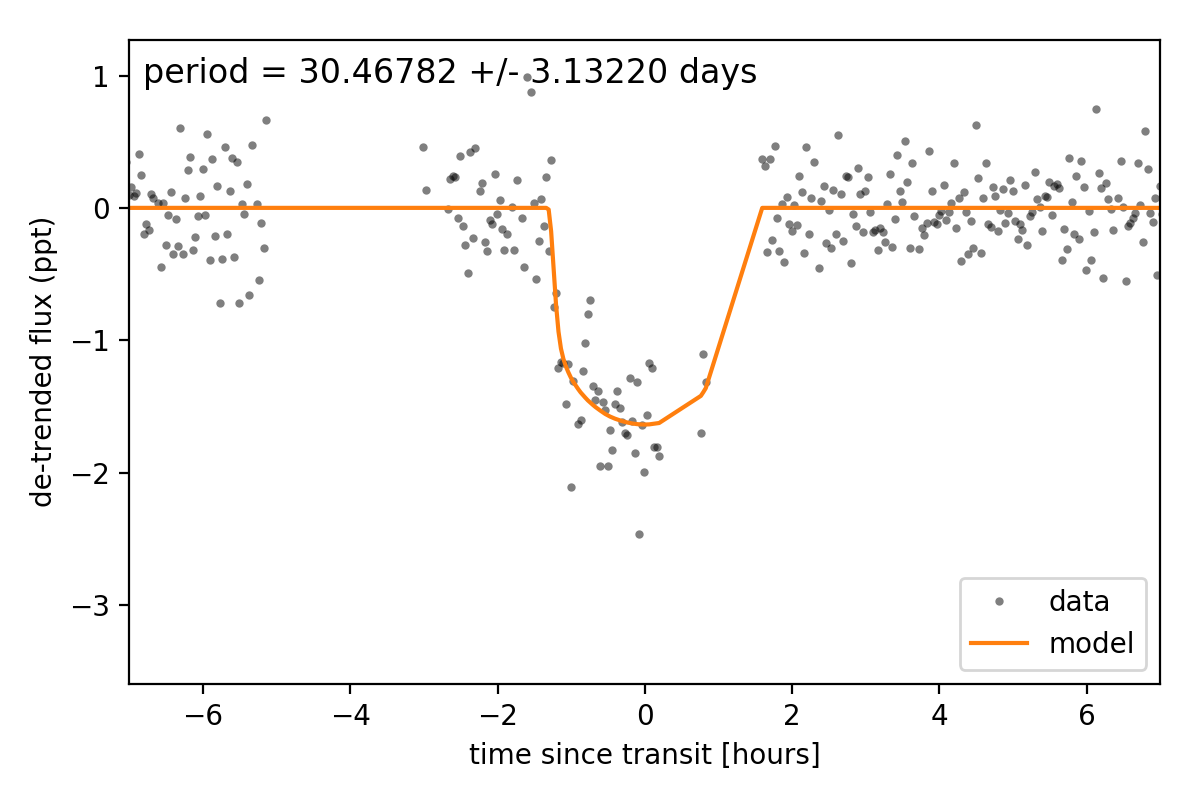 period = 30.46782 +/- 3.13220 days
1
0
−1
−2
−3
de-trended flux (ppt)
data
model
−6
−4
−2
0
2
4
6
time since transit [hours]